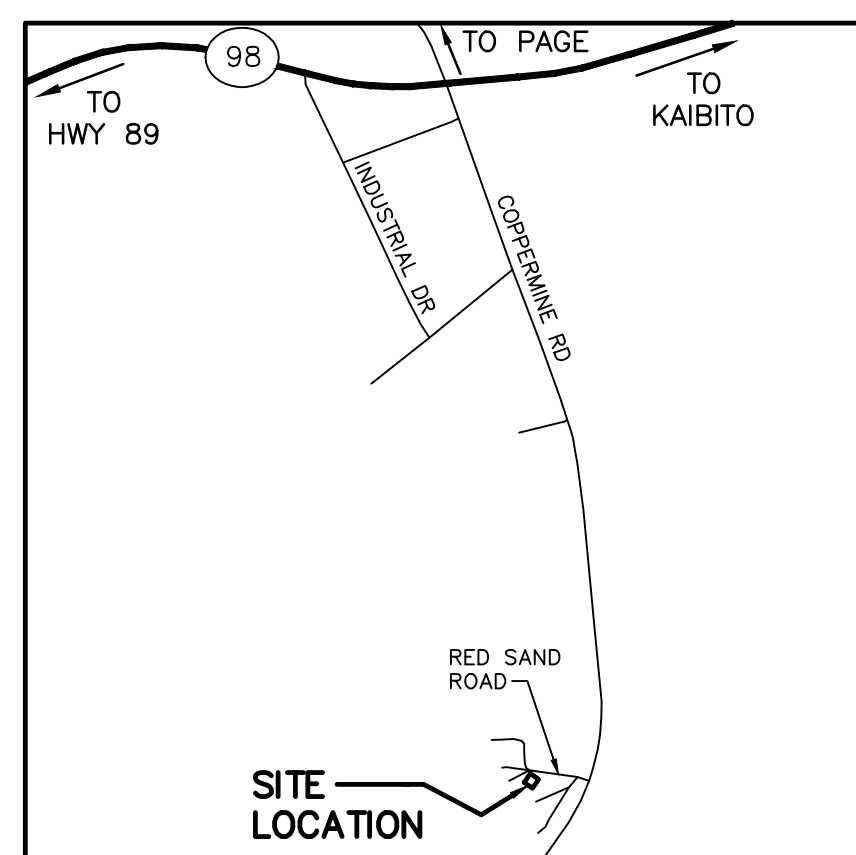 98
TO PAGE
TO
HWY 89
TO
KAIBITO
INDUSTRIAL DR
COPPERMINE RD
RED SAND
ROAD
SITE
LOCATION